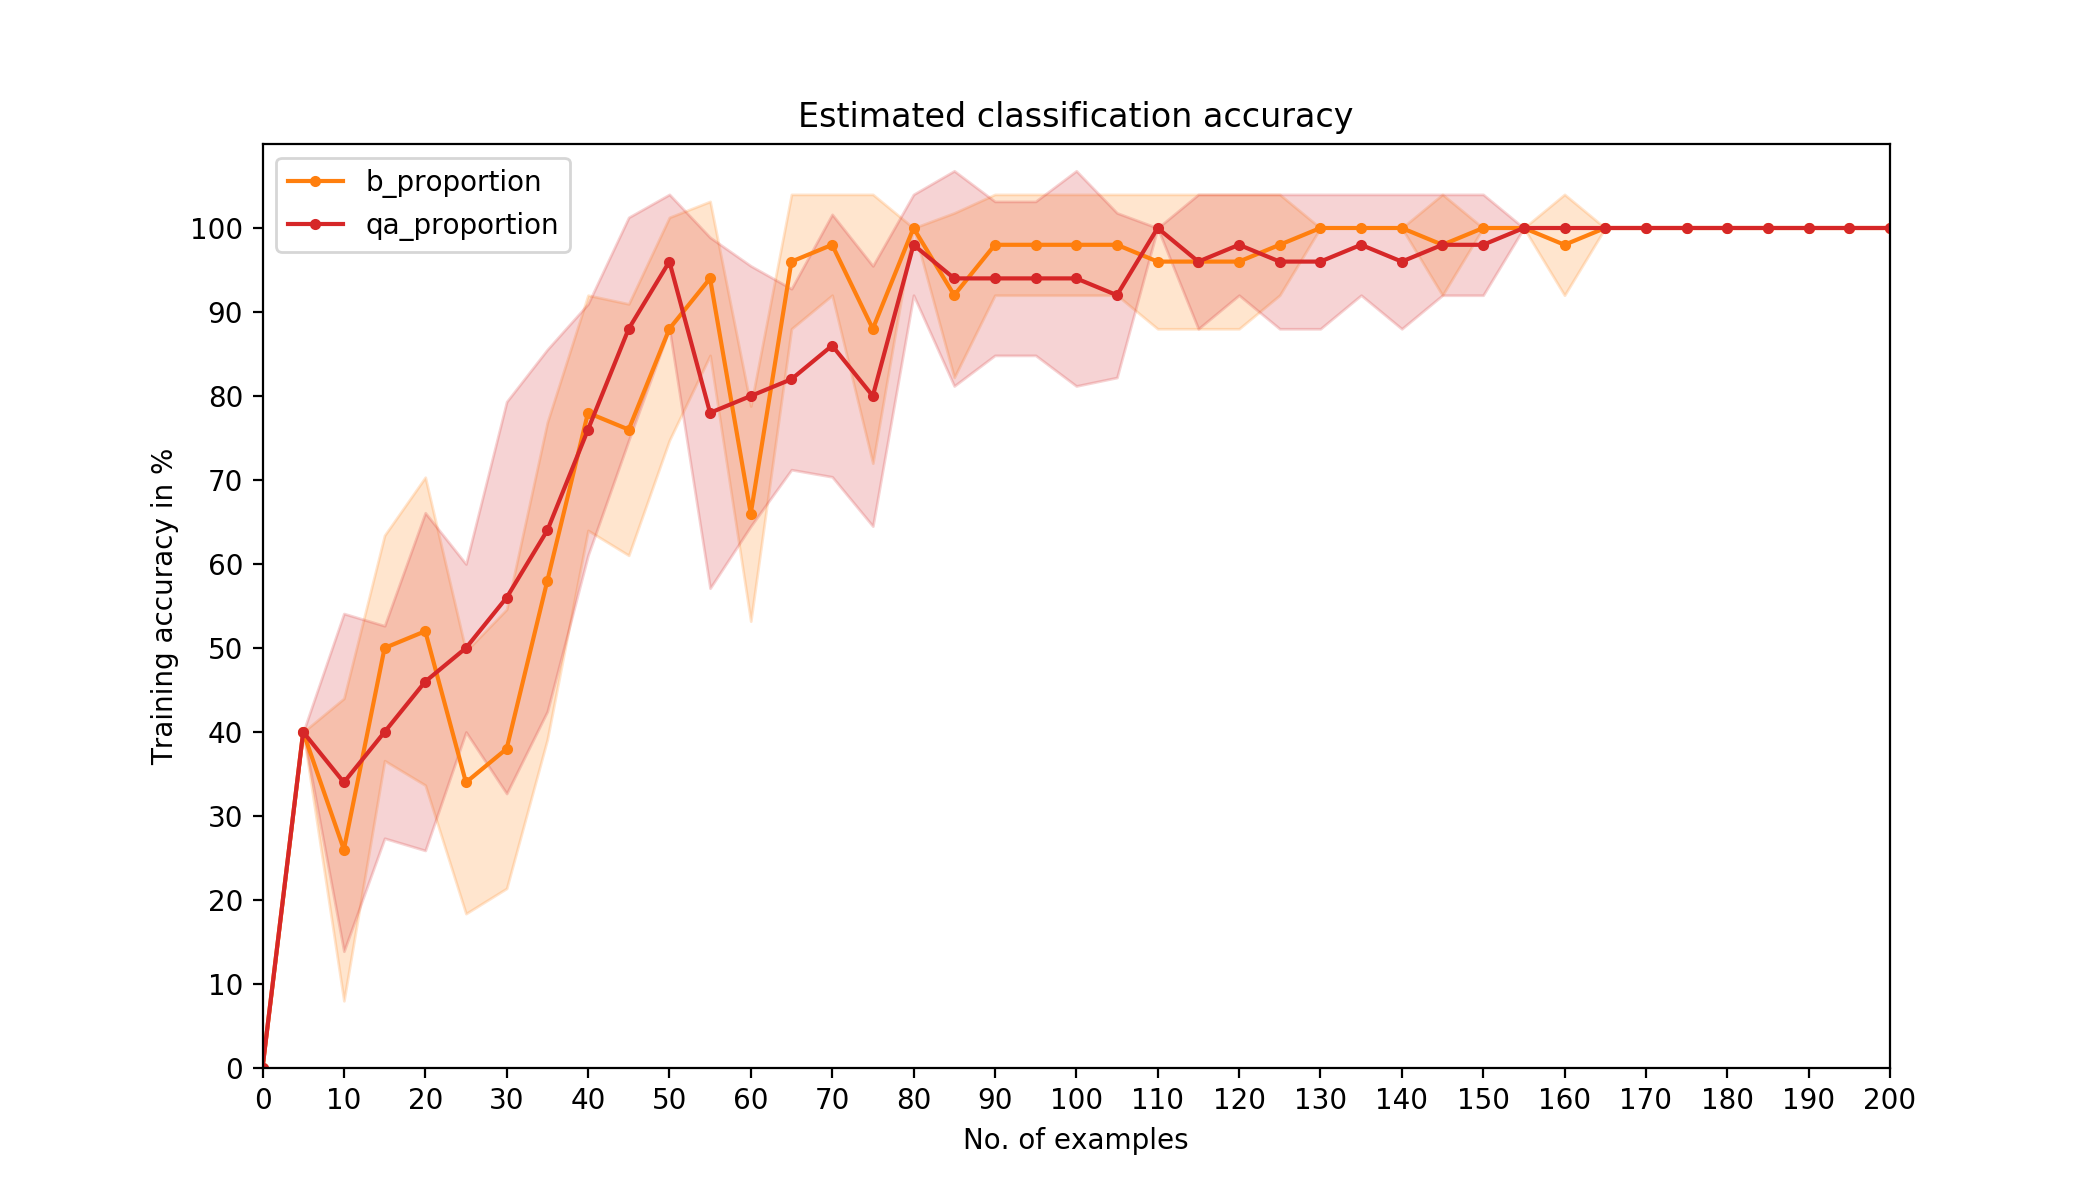 Estimated classification accuracy
b_proportion
qa_proportion
100
90
80
70
60
50
40
30
20
10
0
Training accuracy in %
0 10 20 30 40 50 60 70 80 90 100 110 120 130 140 150 160 170 180 190 200
No. of examples